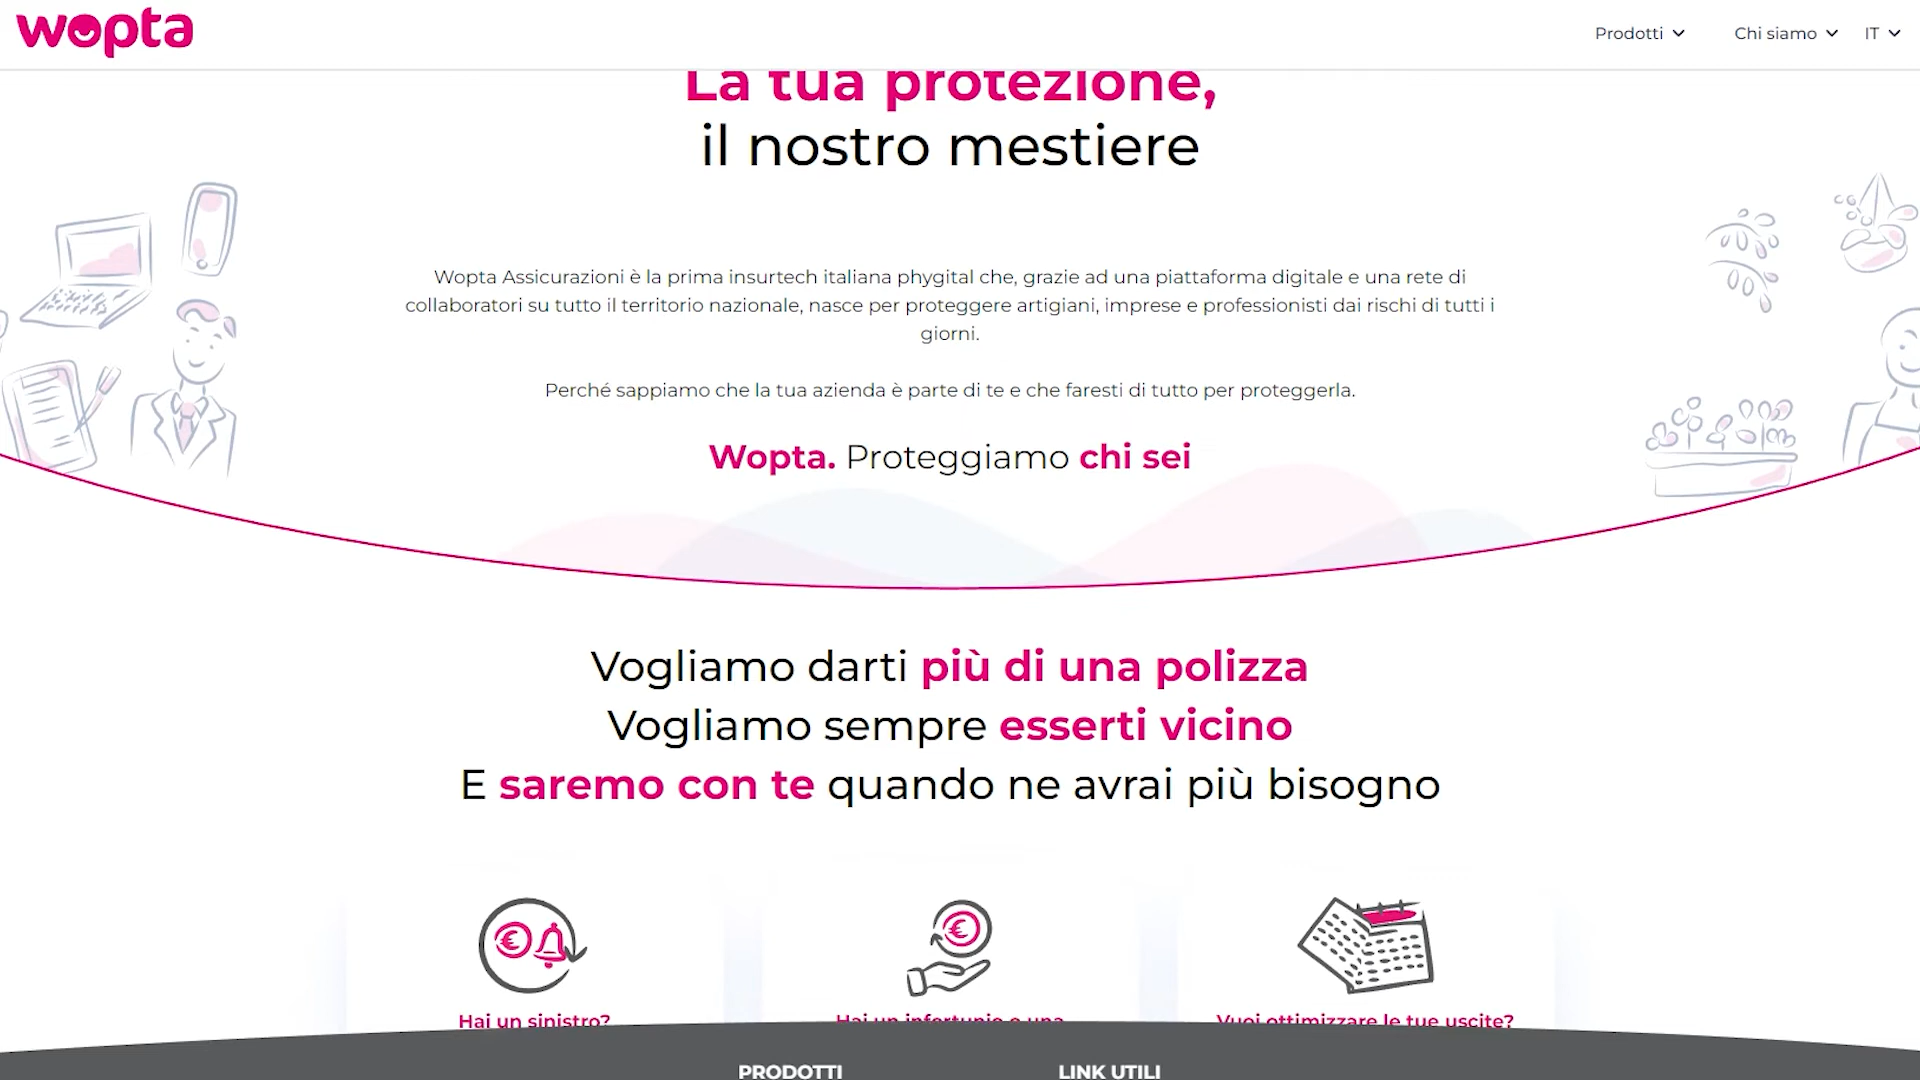 wopta
Prodotti
Chi siamo
IT
La tua protezione,
il nostro mestiere
Wopta Assicurazioni è la prima insurtech italiana phygital che, grazie ad una piattaforma digitale e una rete di
collaboratori su tutto il territorio nazionale, nasce per proteggere artigiani, imprese e professionisti dai rischi di tutti i
giorni.
Perché sappiamo che la tua azienda è parte di te e che faresti di tutto per proteggerla.
Wopta. Proteggiamo chi sei
Vogliamo darti più di una polizza
Vogliamo sempre esserti vicino
E saremo con te quando ne avrai più bisogno
Hai un sinistro?
Hai un infortunio o una
Vuoi ottimizzare le tue uscite?
PRODOTTI
LINK UTILI